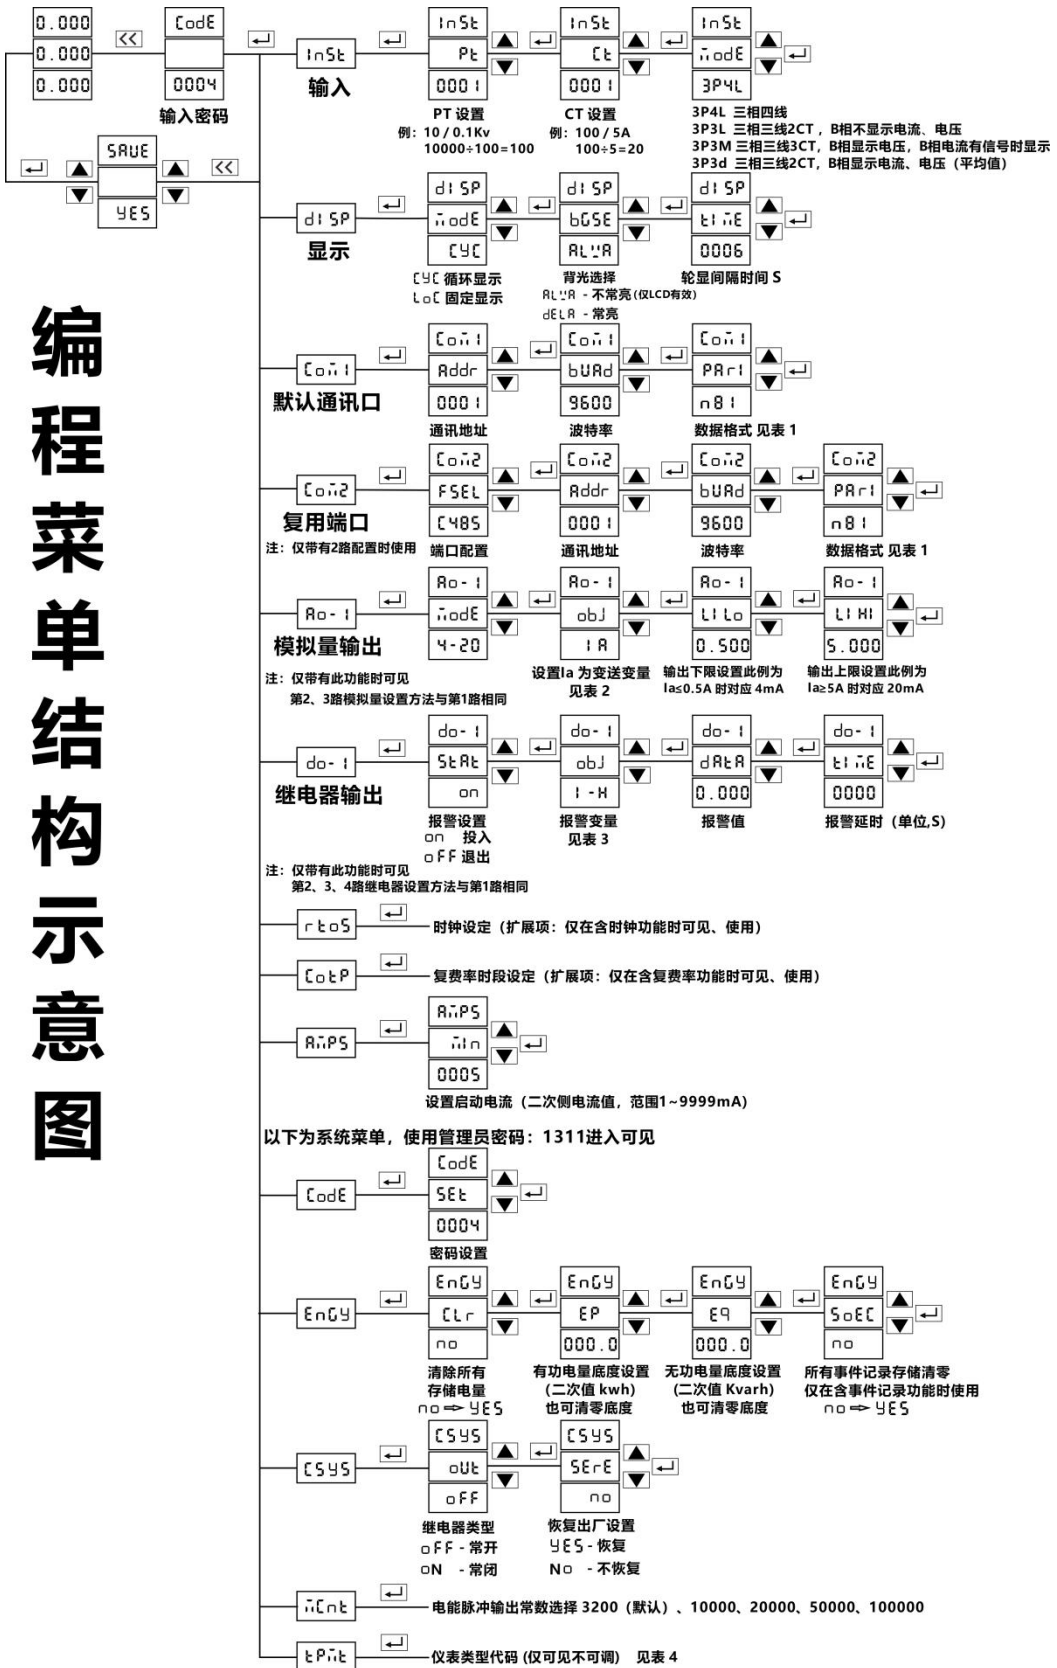 编程菜单结构示意图
0.000
0.000
0.000
<<
CodE
0004
输入密码
SAVE
YES
<<
InSt
输入
InSt
Pt
0001
PT 设置
例：10 / 0.1Kv
10000÷100=100
InSt
Ct
0001
CT 设置
例：100 / 5A
100÷5=20
InSt
modE
3P4L
3P4L 三相四线
3P3L 三相三线2CT，B相不显示电流、电压
3P3M 三相三线3CT，B相显示电压，B相电流有信号时显示
3P3d 三相三线2CT，B相显示电流、电压（平均值）
diSP
显示
diSP
modE
CYC
CYC 循环显示
LoC 固定显示
diSP
bGSE
ALWA
背光选择
ALWA - 不常亮(仅LCD有效)
dELA - 常亮
diSP
timE
0006
轮显间隔时间 S
Com1
默认通讯口
Com1
Addr
0001
通讯地址
Com1
bUAd
9600
波特率
Com1
PAri
n81
数据格式 见表 1
Com2
复用端口
注：仅带有2路配置时使用
Com2
FSEL
C485
端口配置
Com2
Addr
0001
通讯地址
Com2
bUAd
9600
波特率
Com2
PAri
n81
数据格式 见表 1
Ao-1
模拟量输出
注：仅带有此功能时可见
第2、3路模拟量设置方法与第1路相同
Ao-1
modE
4-20
Ao-1
obJ
IA
设置Ia 为变送变量
见表 2
Ao-1
LiLo
0.500
输出下限设置此例为
Ia≤0.5A 时对应 4mA
Ao-1
LiHi
5.000
输出上限设置此例为
Ia≥5A 时对应 20mA
do-1
继电器输出
do-1
StAt
on
报警设置
on 投入
oFF 退出
do-1
obJ
I-H
报警变量
见表 3
do-1
dAtA
0.000
报警值
do-1
timE
0000
报警延时（单位,S）
注：仅带有此功能时可见
第2、3、4路继电器设置方法与第1路相同
rtoS
时钟设定（扩展项：仅在含时钟功能时可见、使用）
CotP
复费率时段设定（扩展项：仅在含复费率功能时可见、使用）
AmPS
AmPS
min
0005
设置启动电流（二次侧电流值，范围1~9999mA）
以下为系统菜单，使用管理员密码：1311进入可见
CodE
CodE
SEt
0004
密码设置
EnGY
EnGY
CLr
no
清除所有
存储电量
no⇒YES
EnGY
EP
000.0
有功电量底度设置
(二次值 kwh)
也可清零底度
EnGY
Eq
000.0
无功电量底度设置
(二次值 Kvarh)
也可清零底度
EnGY
SoEC
no
所有事件记录存储清零
仅在含事件记录功能时使用
no⇒YES
CSYS
CSYS
oUt
oFF
继电器类型
oFF - 常开
oN - 常闭
CSYS
SErE
no
恢复出厂设置
YES - 恢复
No - 不恢复
mCnt
电能脉冲输出常数选择 3200（默认）、10000、20000、50000、100000
tPmt
仪表类型代码 (仅可见不可调) 见表 4